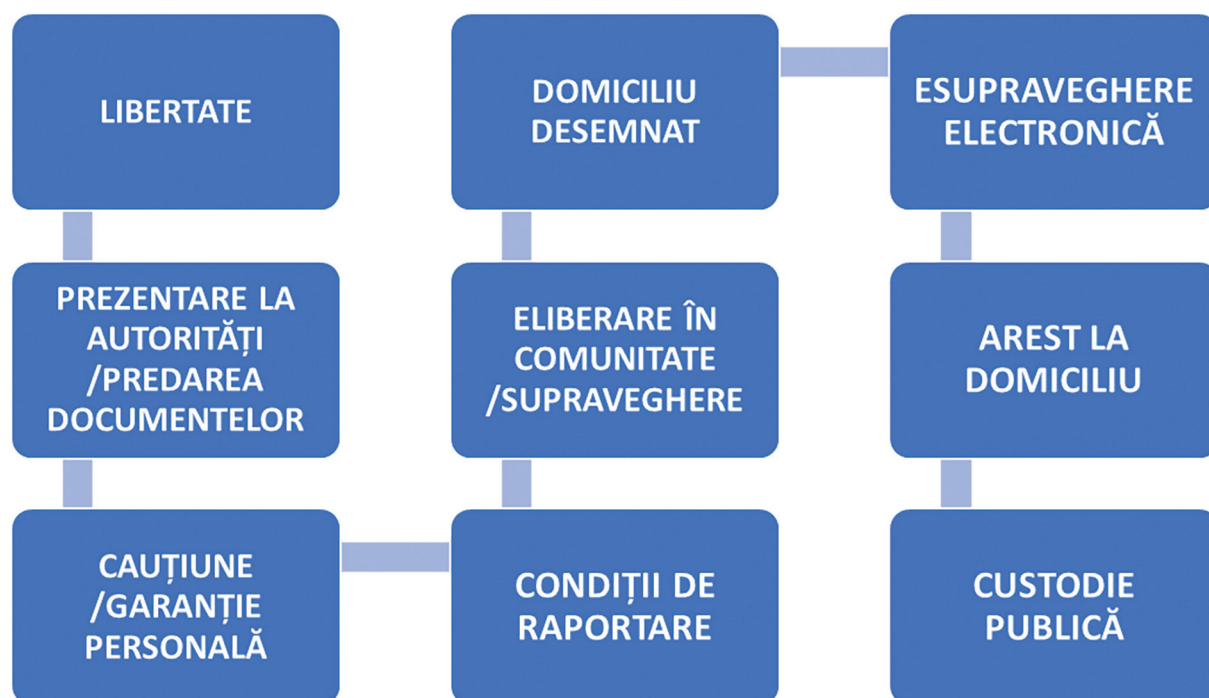 LIBERTATE
PREZENTARE LA
AUTORITĂȚI
/PREDAREA
DOCUMENTELOR
CAUȚIUNE
/GARANȚIE
PERSONALĂ
CONDIȚII DE
RAPORTARE
ELIBERARE ÎN
COMUNITATE
/SUPRAVEGHERE
DOMICILIU
DESEMNAT
ESUPRAVEGHERE
ELECTRONICĂ
AREST LA
DOMICILIU
CUSTODIE
PUBLICĂ